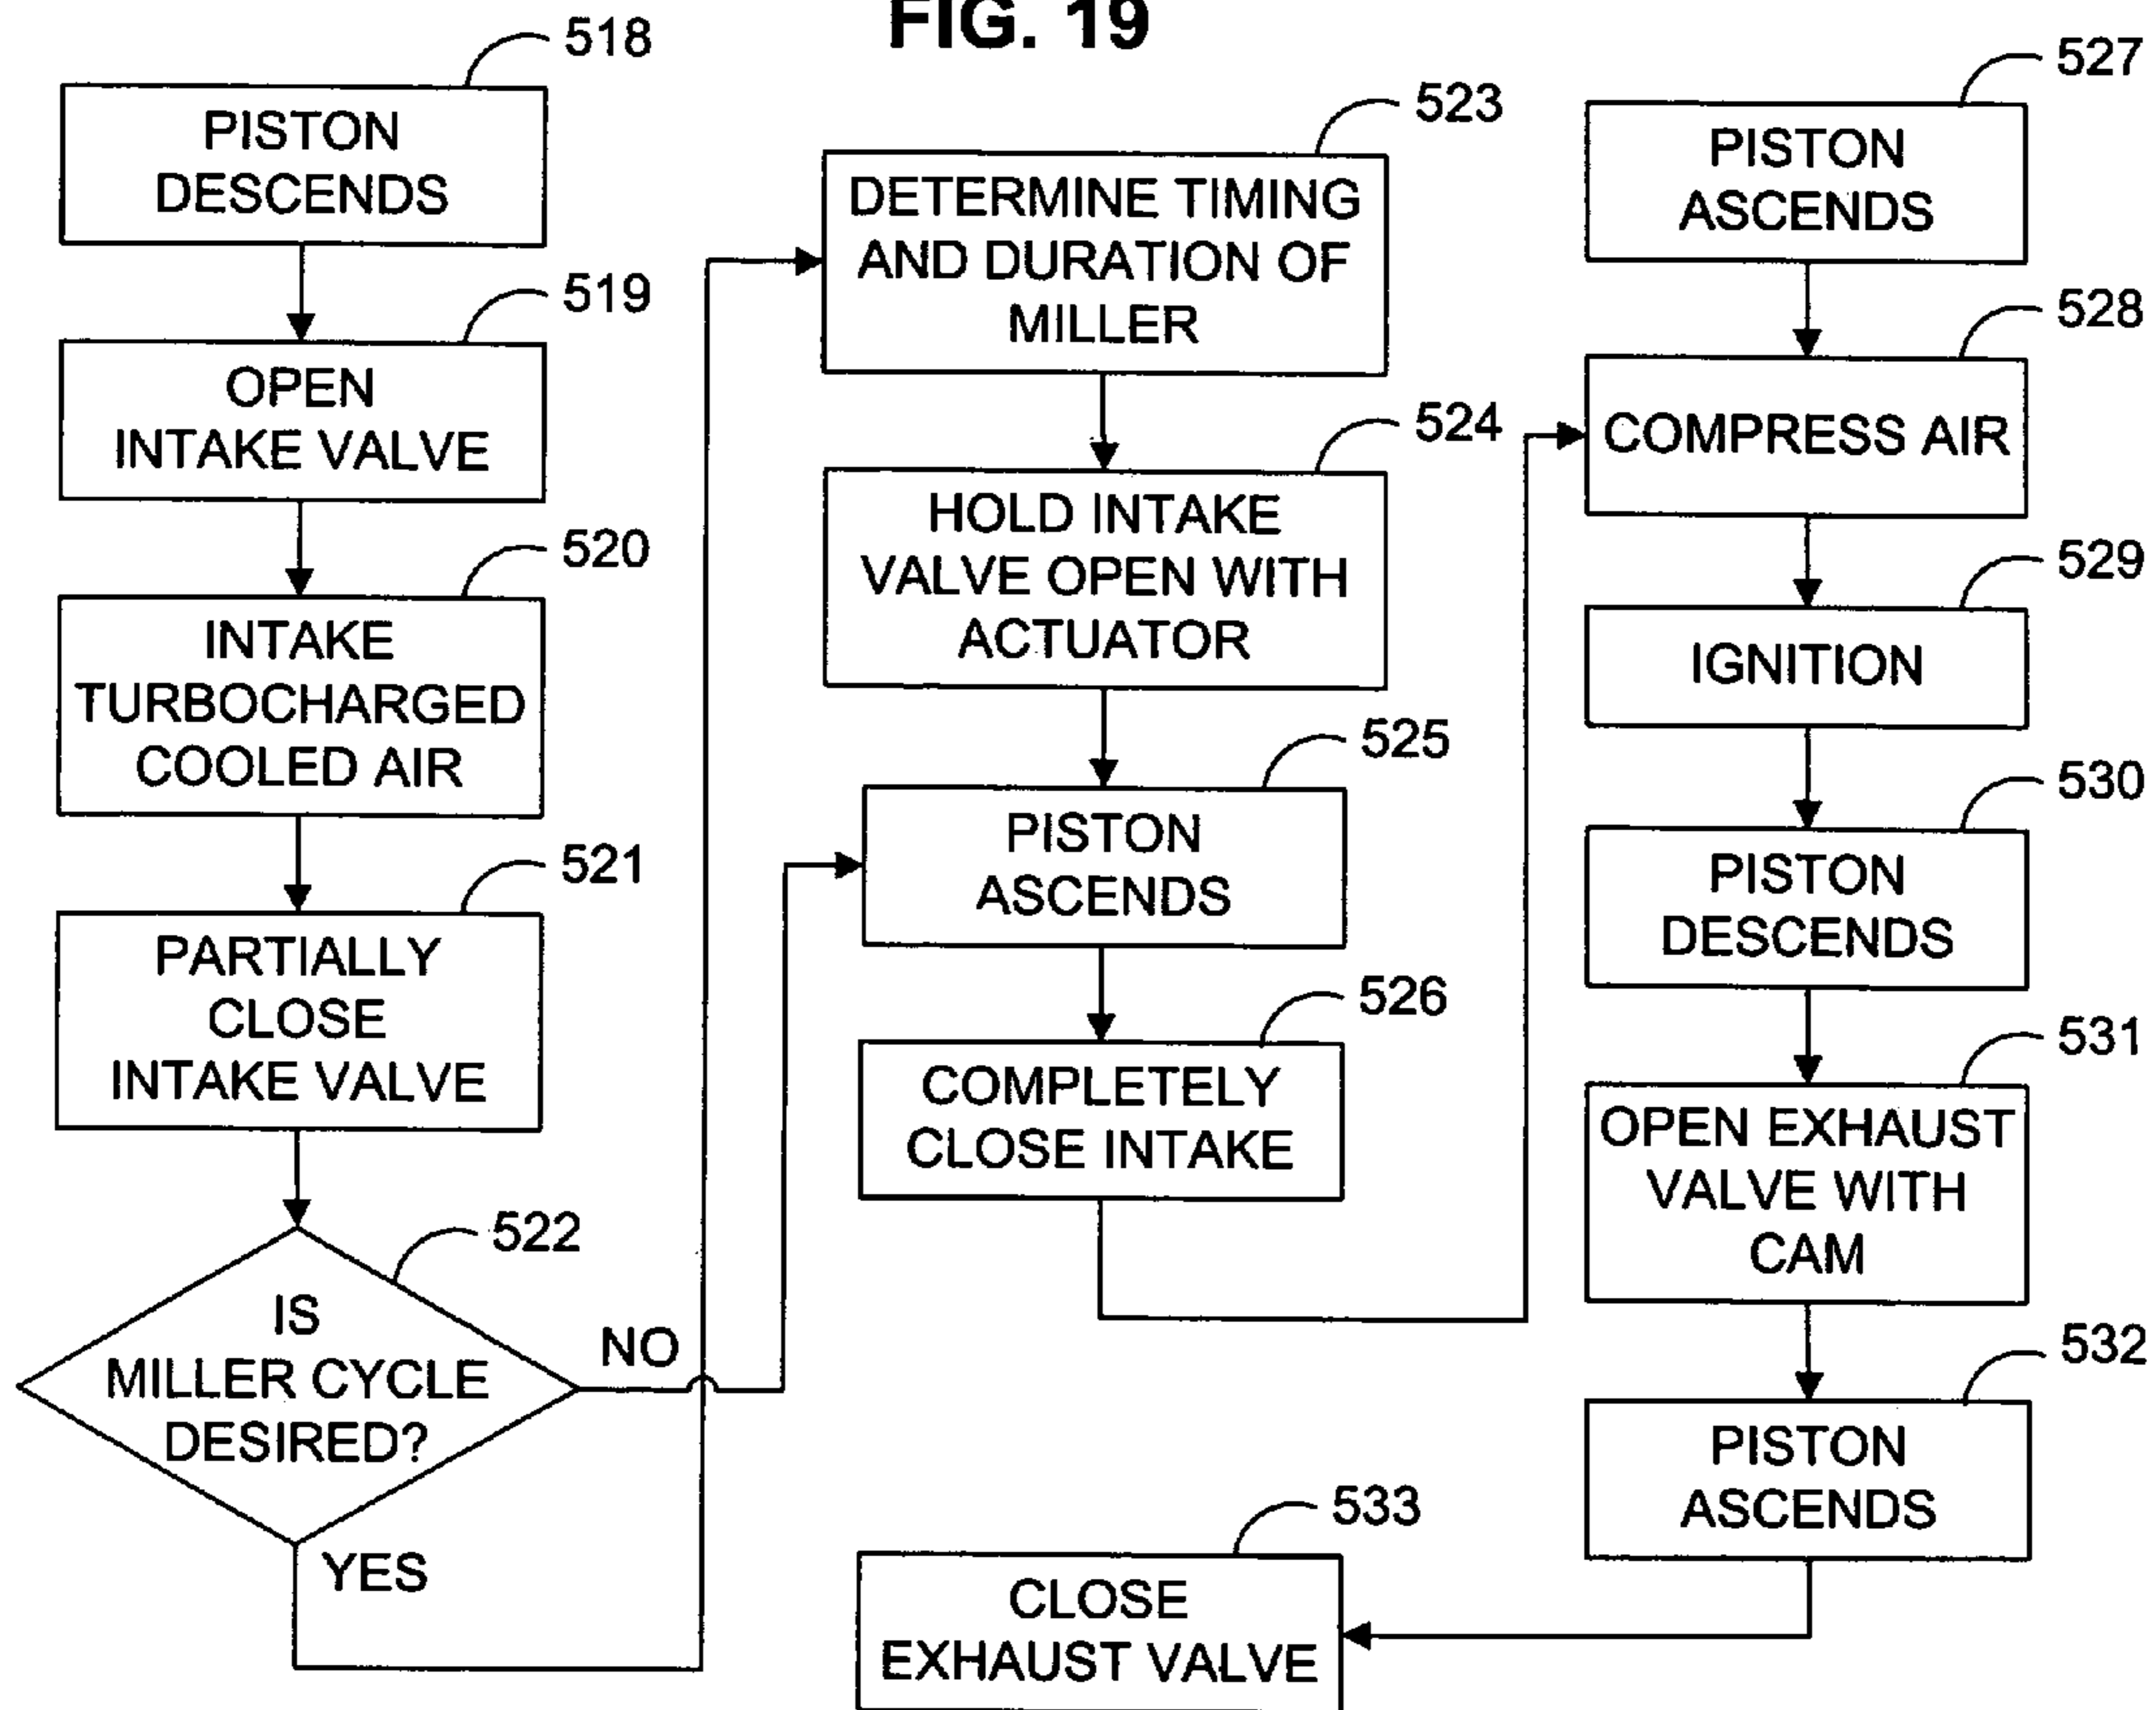 FIG. 19
518
PISTON
DESCENDS
519
OPEN
INTAKE VALVE
520
INTAKE
TURBOCHARGED
COOLED AIR
521
PARTIALLY
CLOSE
INTAKE VALVE
522
IS
MILLER CYCLE
DESIRED?
NO
YES
523
DETERMINE TIMING
AND DURATION OF
MILLER
524
HOLD INTAKE
VALVE OPEN WITH
ACTUATOR
525
PISTON
ASCENDS
526
COMPLETELY
CLOSE INTAKE
527
PISTON
ASCENDS
528
COMPRESS AIR
529
IGNITION
530
PISTON
DESCENDS
531
OPEN EXHAUST
VALVE WITH
CAM
532
PISTON
ASCENDS
533
CLOSE
EXHAUST VALVE